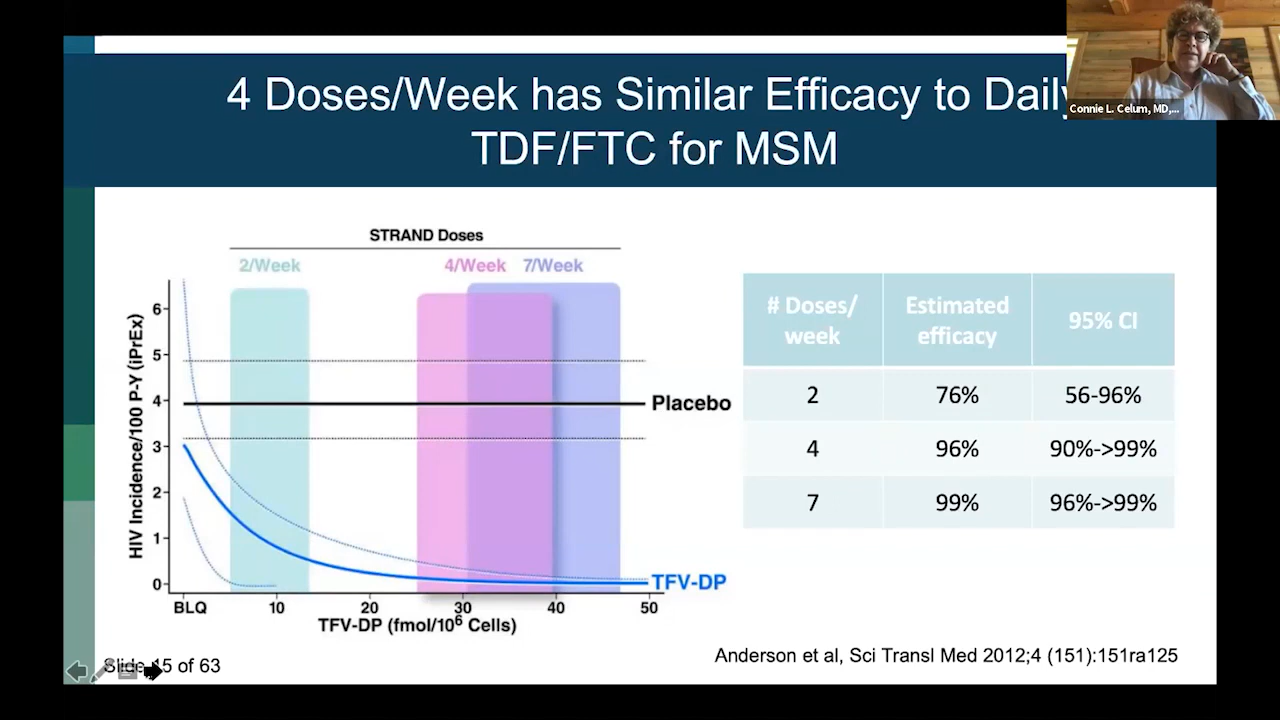 4 Doses/Week has Similar Efficacy to Daily
TDF/FTC for MSM
Connie L. Celum, MD,...
STRAND Doses
2/Week 4/Week 7/Week
HIV Incidence/100 P-Y (iPrEx)
6
5
4
3
2
1
0
Placebo
TFV-DP
BLQ 10 20 30 40 50
TFV-DP (fmol/10⁶ Cells)
# Doses/ week Estimated efficacy 95% CI
2 76% 56-96%
4 96% 90%->99%
7 99% 96%->99%
Anderson et al, Sci Transl Med 2012;4 (151):151ra125
Slide 15 of 63